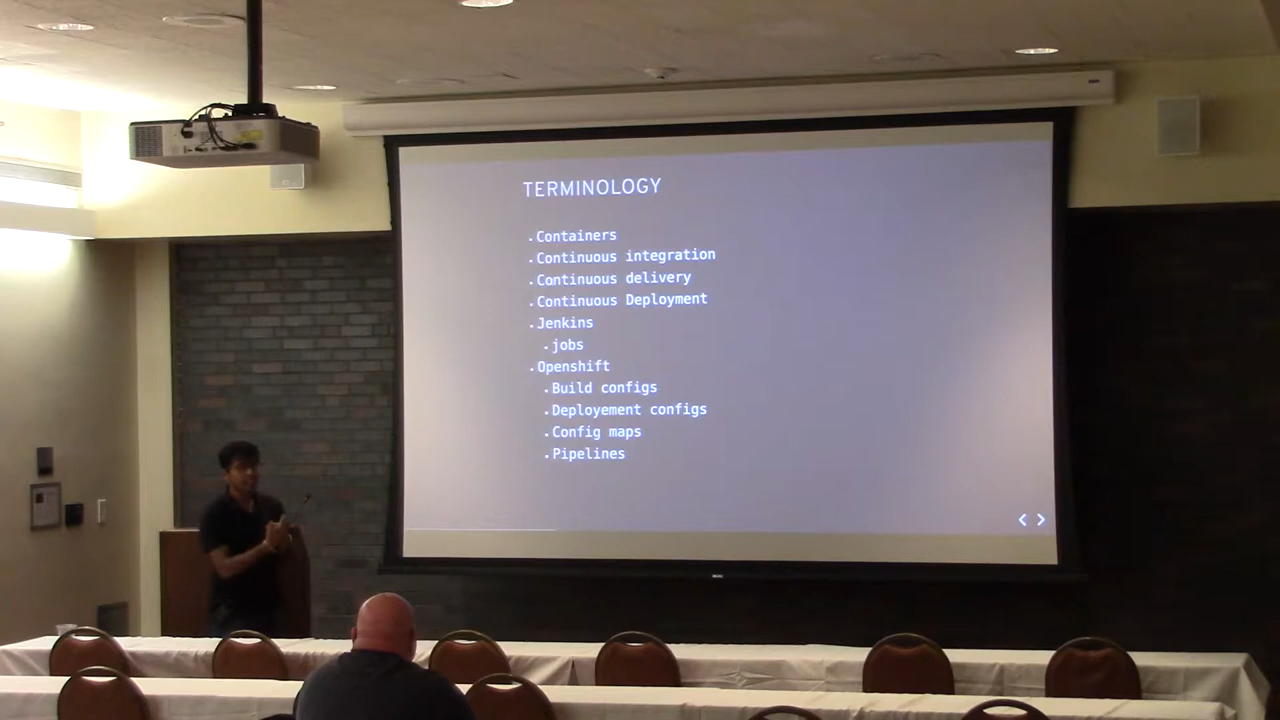 TERMINOLOGY
Containers
Continuous integration
Continuous delivery
Continuous Deployment
Jenkins
jobs
Openshift
Build configs
Deployement configs
Config maps
Pipelines